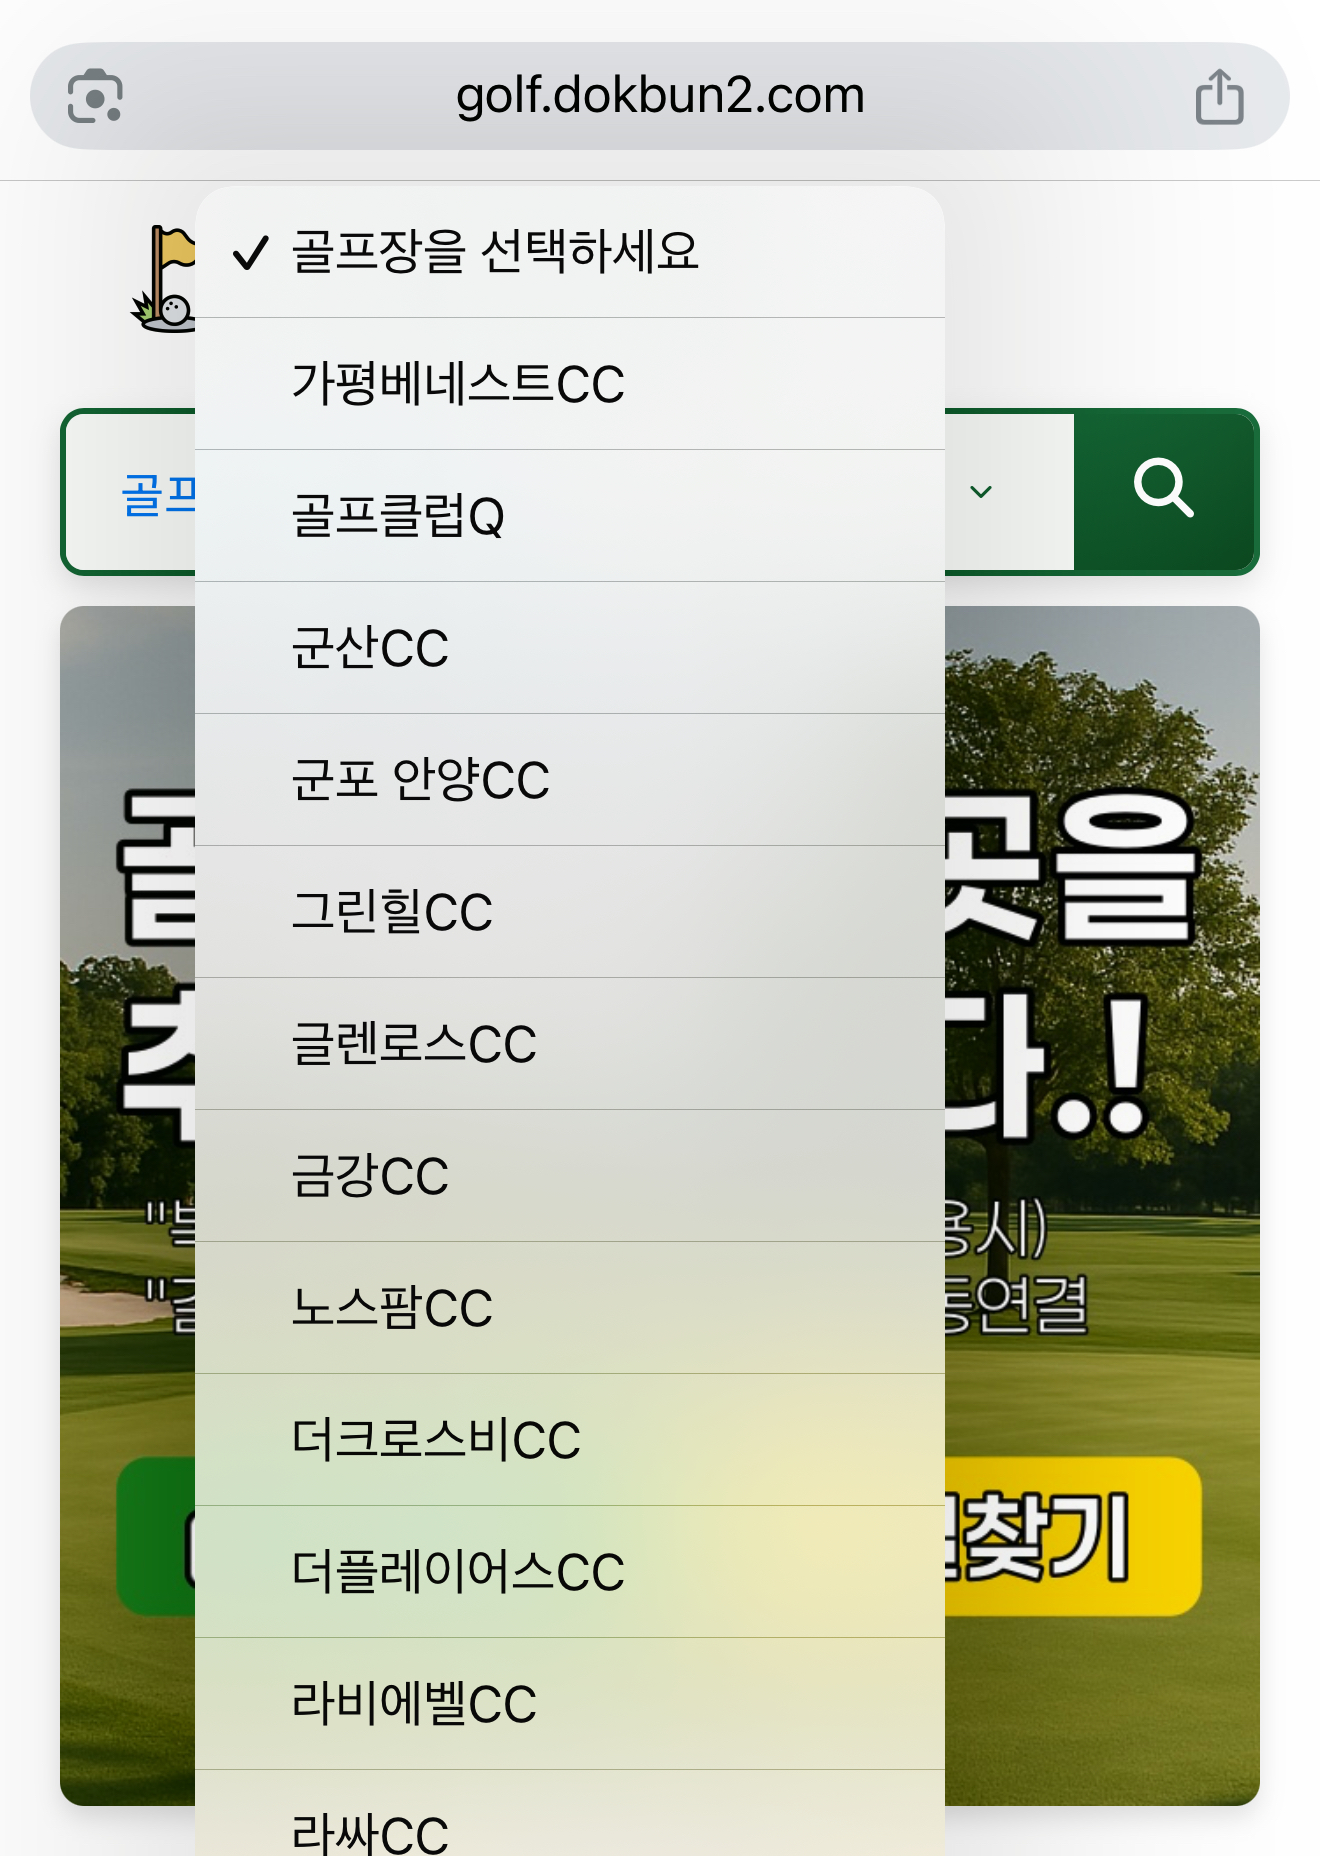 golf.dokbun2.com
골프장을 선택하세요
가평베네스트CC
골프
골프클럽Q
군산CC
군포 안양CC
곳을
그린힐CC
글렌로스CC
다.!
금강CC
용시)
노스팜CC
동연결
더크로스비CC
길찾기
더플레이어스CC
라비에벨CC
라싸CC